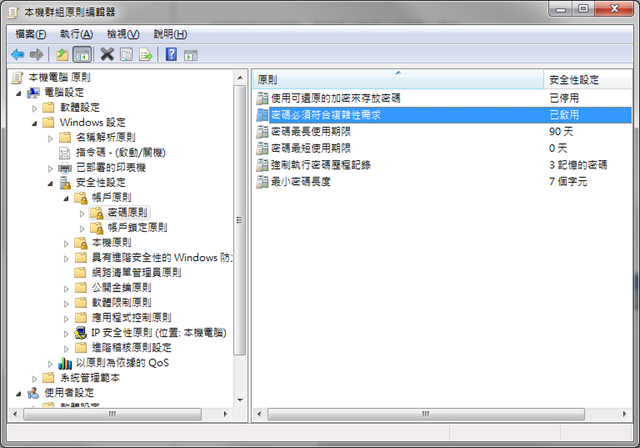 本機群組原則編輯器
檔案(F) 執行(A) 檢視(V) 說明(H)
本機電腦 原則
電腦設定
軟體設定
Windows 設定
名稱解析原則
指令碼 - (啟動/關機)
已部署的印表機
安全性設定
帳戶原則
密碼原則
帳戶鎖定原則
本機原則
具有進階安全性的 Windows 防火
網路清單管理員原則
公開金鑰原則
軟體限制原則
應用程式控制原則
IP 安全性原則 (位置: 本機電腦)
進階稽核原則設定
以原則為依據的 QoS
系統管理範本
使用者設定
軟體設定
原則 安全性設定
使用可還原的加密來存放密碼 已停用
密碼必須符合複雜性需求 已啟用
密碼最長使用期限 90 天
密碼最短使用期限 0 天
強制執行密碼歷程記錄 3 記憶的密碼
最小密碼長度 7 個字元